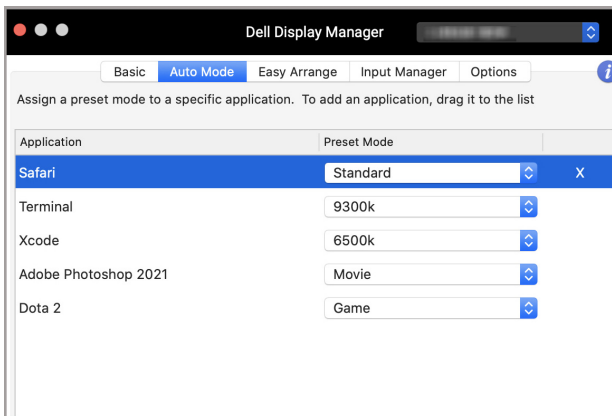 Dell Display Manager
Basic Auto Mode Easy Arrange Input Manager Options i
Assign a preset mode to a specific application. To add an application, drag it to the list
Application Preset Mode
Safari Standard X
Terminal 9300k
Xcode 6500k
Adobe Photoshop 2021 Movie
Dota 2 Game